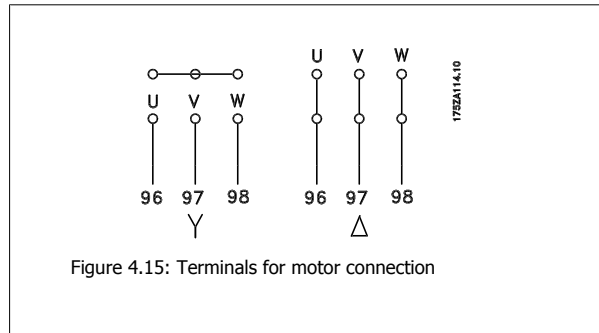 U V W
U V W
175ZA114.10
96 97 98 96 97 98
Y Δ
Figure 4.15: Terminals for motor connection